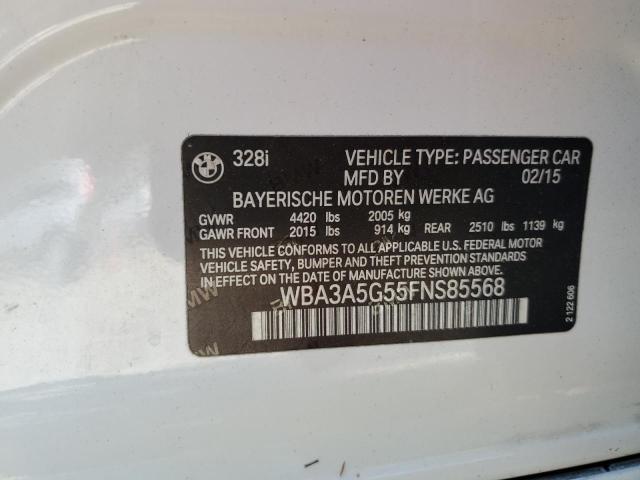 BMW 328i VEHICLE TYPE: PASSENGER CAR
MFD BY 02/15
BAYERISCHE MOTOREN WERKE AG
GVWR 4420 lbs 2005 kg
GAWR FRONT 2015 lbs 914 kg REAR 2510 lbs 1139 kg
THIS VEHICLE CONFORMS TO ALL APPLICABLE U.S. FEDERAL MOTOR
VEHICLE SAFETY, BUMPER AND THEFT PREVENTION STANDARDS
IN EFFECT ON THE DATE OF MANUFACTURE SHOWN ABOVE.
WBA3A5G55FNS85568
2 122 606